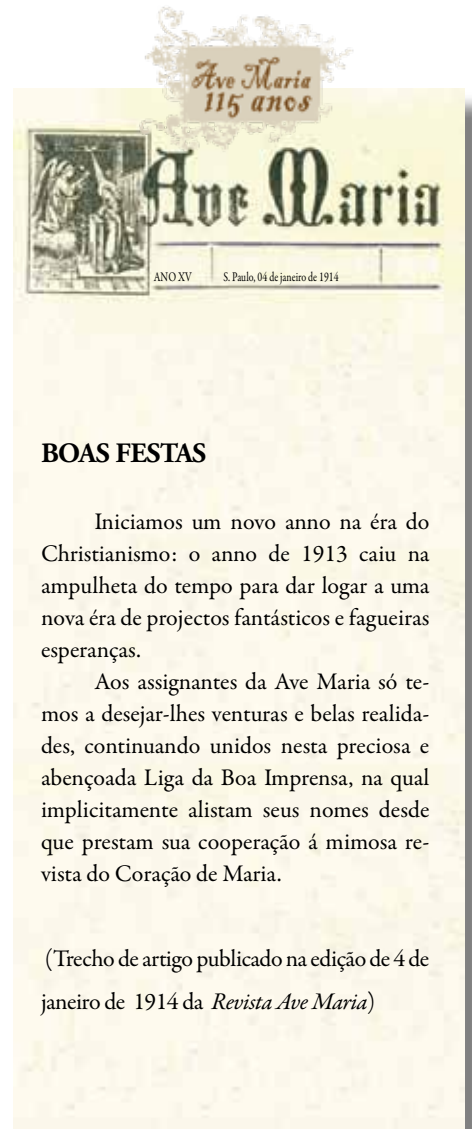 Ave Maria
115 anos
Ave Maria
ANO XV S. Paulo, 04 de janeiro de 1914
BOAS FESTAS
Iniciamos um novo anno na éra do
Christianismo: o anno de 1913 caiu na
ampulheta do tempo para dar logar a uma
nova éra de projectos fantásticos e fagueiras
esperanças.
Aos assignantes da Ave Maria só te-
mos a desejar-lhes venturas e belas realida-
des, continuando unidos nesta preciosa e
abençoada Liga da Boa Imprensa, na qual
implicitamente alistam seus nomes desde
que prestam sua cooperação á mimosa re-
vista do Coração de Maria.
(Trecho de artigo publicado na edição de 4 de
janeiro de 1914 da Revista Ave Maria)